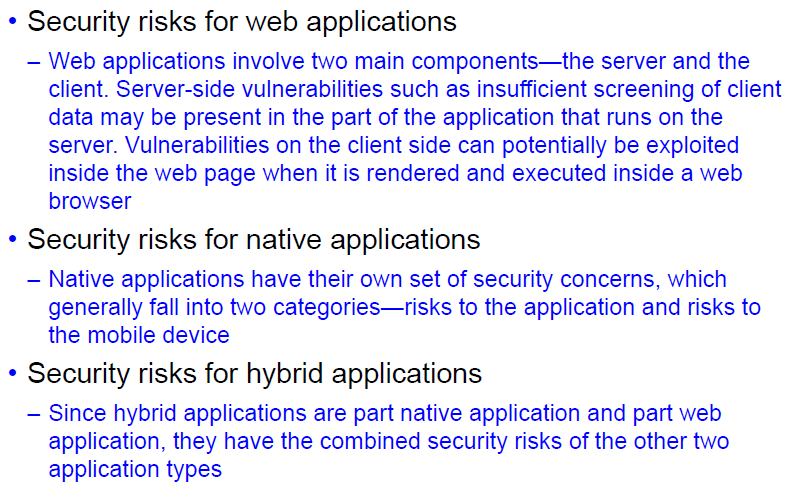 • Security risks for web applications
– Web applications involve two main components—the server and the
client. Server-side vulnerabilities such as insufficient screening of client
data may be present in the part of the application that runs on the
server. Vulnerabilities on the client side can potentially be exploited
inside the web page when it is rendered and executed inside a web
browser
• Security risks for native applications
– Native applications have their own set of security concerns, which
generally fall into two categories—risks to the application and risks to
the mobile device
• Security risks for hybrid applications
– Since hybrid applications are part native application and part web
application, they have the combined security risks of the other two
application types